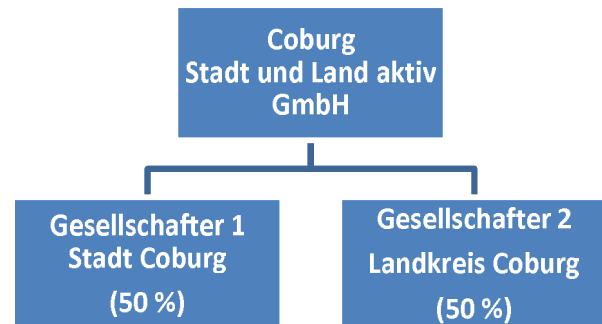 Coburg
Stadt und Land aktiv
GmbH
Gesellschafter 1
Stadt Coburg
(50 %)
Gesellschafter 2
Landkreis Coburg
(50 %)